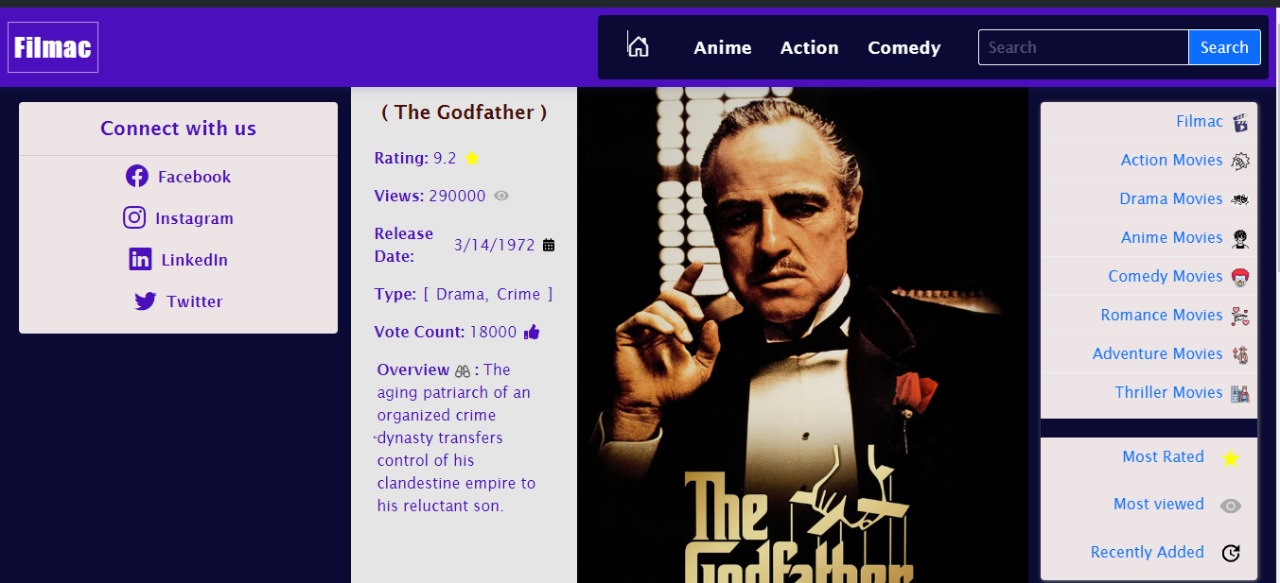 Filmac
Anime
Action
Comedy
Search
Search
Connect with us
Facebook
Instagram
LinkedIn
Twitter
( The Godfather )
Rating: 9.2
Views: 290000
Release
Date:
3/14/1972
Type: [ Drama, Crime ]
Vote Count: 18000
Overview : The
aging patriarch of an
organized crime
dynasty transfers
control of his
clandestine empire to
his reluctant son.
The
Godfather
Filmac
Action Movies
Drama Movies
Anime Movies
Comedy Movies
Romance Movies
Adventure Movies
Thriller Movies
Most Rated
Most viewed
Recently Added